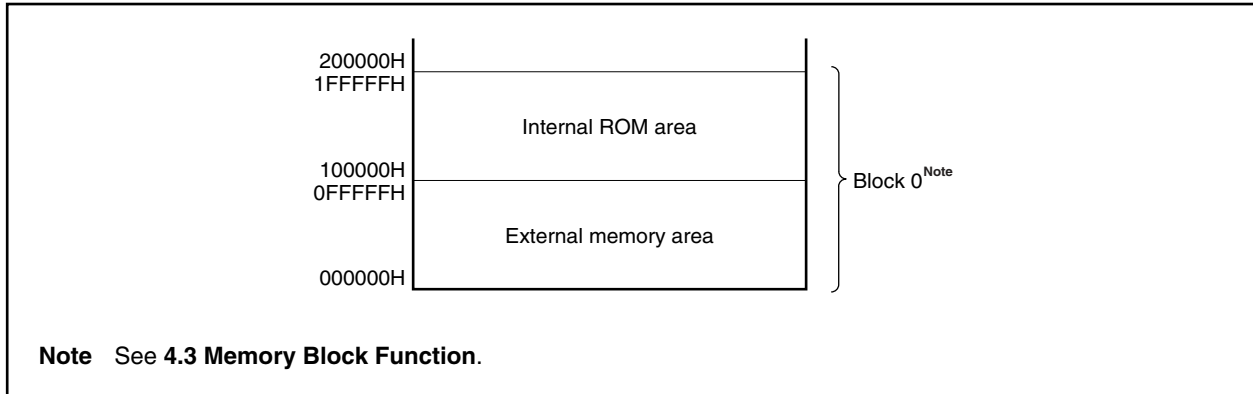 200000H
1FFFFFH
Internal ROM area
100000H
0FFFFFH
Block 0Note
External memory area
000000H
Note See 4.3 Memory Block Function.